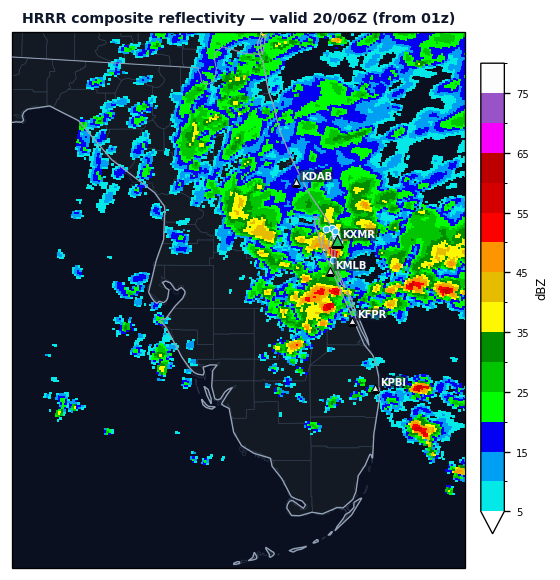 HRRR composite reflectivity — valid 20/06Z (from 01z)
KDAB
KXMR
KMLB
KFPR
KPBI
75
65
55
45
35
25
15
5
dBZ